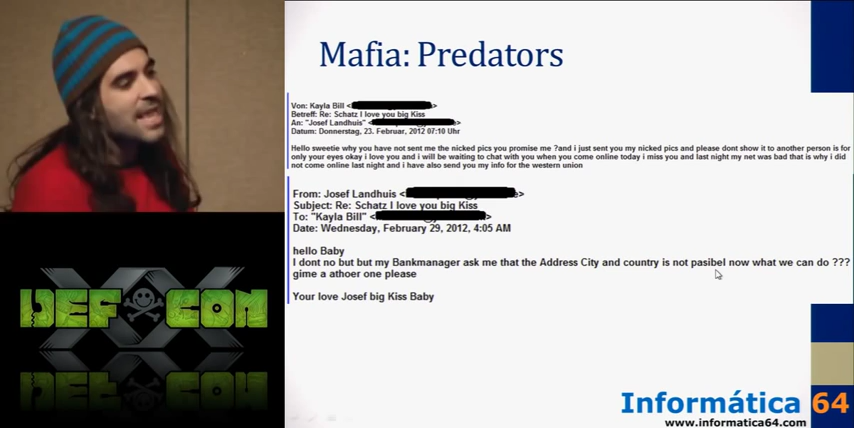 Mafia: Predators
Von: Kayla Bill < >
Betreff: Re: Schatz I love you big Kiss
An: "Josef Landhuis" < >
Datum: Donnerstag, 23. Februar, 2012 07:10 Uhr
Hello sweetie why you have not sent me the nicked pics you promise me ?and i just sent you my nicked pics and please dont show it to another person is for
only your eyes okay i love you and i will be waiting to chat with you when you come online today i miss you and last night my net was bad that is why i did
not come online last night and i have also send you my info for the western union
From: Josef Landhuis < e>
Subject: Re: Schatz I love you big Kiss
To: "Kayla Bill" < >
Date: Wednesday, February 29, 2012, 4:05 AM
hello Baby
I dont no but but my Bankmanager ask me that the Address City and country is not pasibel now what we can do ???
gime a athoer one please
Your love Josef big Kiss Baby
DEF CON
XX
Informática 64
www.informatica64.com